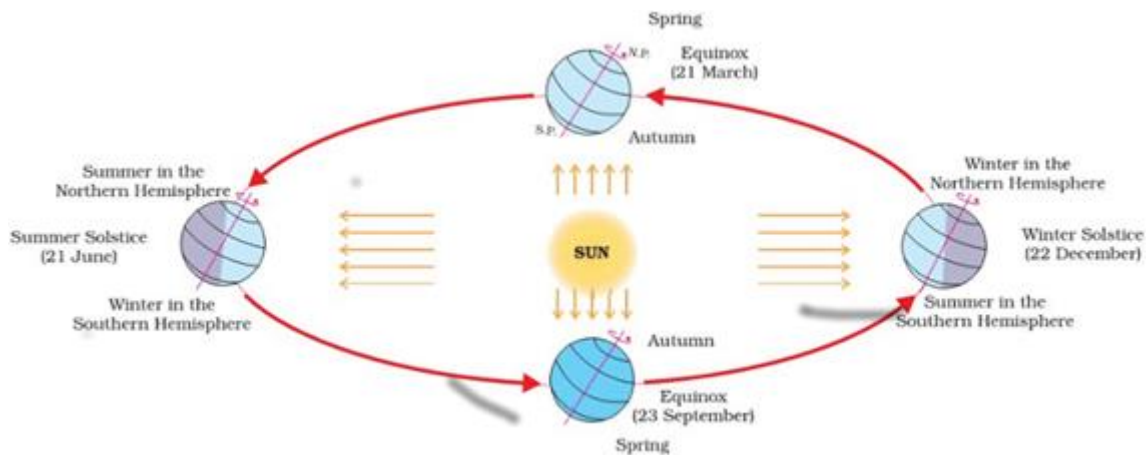 Spring
N.P.
Equinox
(21 March)
S.P.
Autumn
Summer in the
Northern Hemisphere
Winter in the
Northern Hemisphere
Summer Solstice
(21 June)
SUN
Winter Solstice
(22 December)
Winter in the
Southern Hemisphere
Summer in the
Southern Hemisphere
Autumn
Equinox
(23 September)
Spring